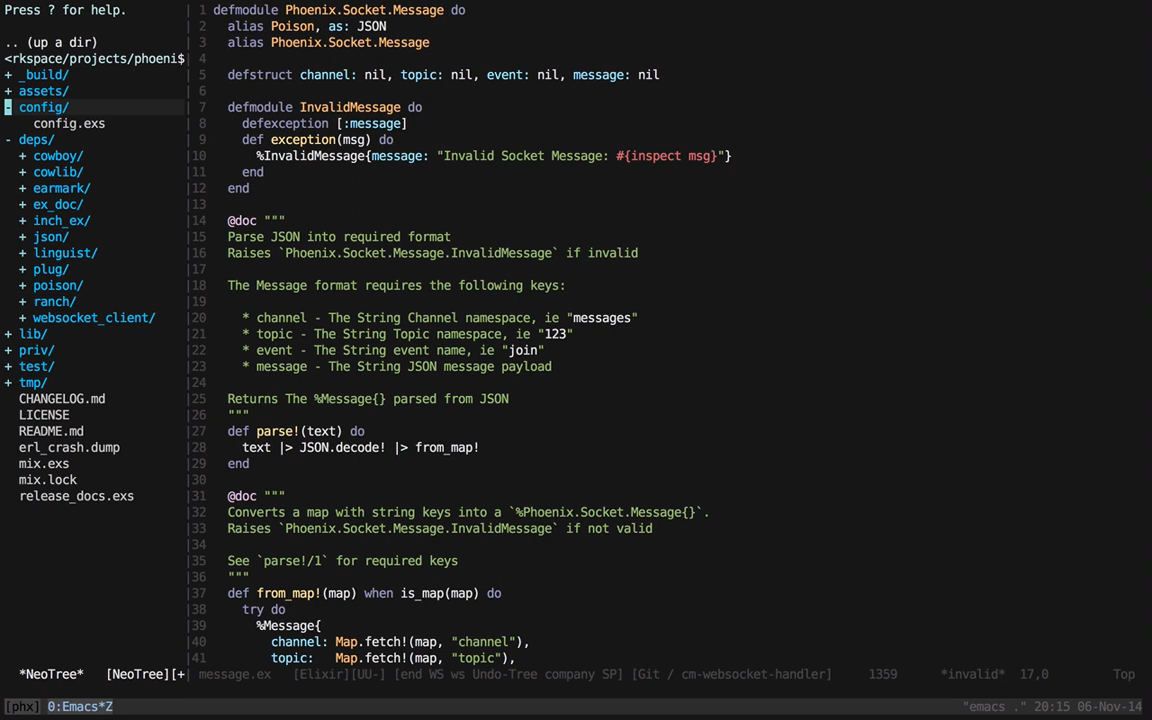 Press ? for help.
.. (up a dir)
<rkspace/projects/phoeni$
+ _build/
+ assets/
- config/
config.exs
- deps/
+ cowboy/
+ cowlib/
+ earmark/
+ ex_doc/
+ inch_ex/
+ json/
+ linguist/
+ plug/
+ poison/
+ ranch/
+ websocket_client/
+ lib/
+ priv/
+ test/
+ tmp/
CHANGELOG.md
LICENSE
README.md
erl_crash.dump
mix.exs
mix.lock
release_docs.exs
1 defmodule Phoenix.Socket.Message do
2 alias Poison, as: JSON
3 alias Phoenix.Socket.Message
4
5 defstruct channel: nil, topic: nil, event: nil, message: nil
6
7 defmodule InvalidMessage do
8 defexception [:message]
9 def exception(msg) do
10 %InvalidMessage{message: "Invalid Socket Message: #{inspect msg}"}
11 end
12 end
13
14 @doc """
15 Parse JSON into required format
16 Raises `Phoenix.Socket.Message.InvalidMessage` if invalid
17
18 The Message format requires the following keys:
19
20 * channel - The String Channel namespace, ie "messages"
21 * topic - The String Topic namespace, ie "123"
22 * event - The String event name, ie "join"
23 * message - The String JSON message payload
24
25 Returns The %Message{} parsed from JSON
26 """
27 def parse!(text) do
28 text |> JSON.decode! |> from_map!
29 end
30
31 @doc """
32 Converts a map with string keys into a `%Phoenix.Socket.Message{}`.
33 Raises `Phoenix.Socket.Message.InvalidMessage` if not valid
34
35 See `parse!/1` for required keys
36 """
37 def from_map!(map) when is_map(map) do
38 try do
39 %Message{
40 channel: Map.fetch!(map, "channel"),
41 topic: Map.fetch!(map, "topic"),
*NeoTree* [NeoTree][+ message.ex [Elixir][UU-] [end WS ws Undo-Tree company SP] [Git / cm-websocket-handler] 1359 *invalid* 17,0 Top
[phx] 0:Emacs*Z "emacs ." 20:15 06-Nov-14